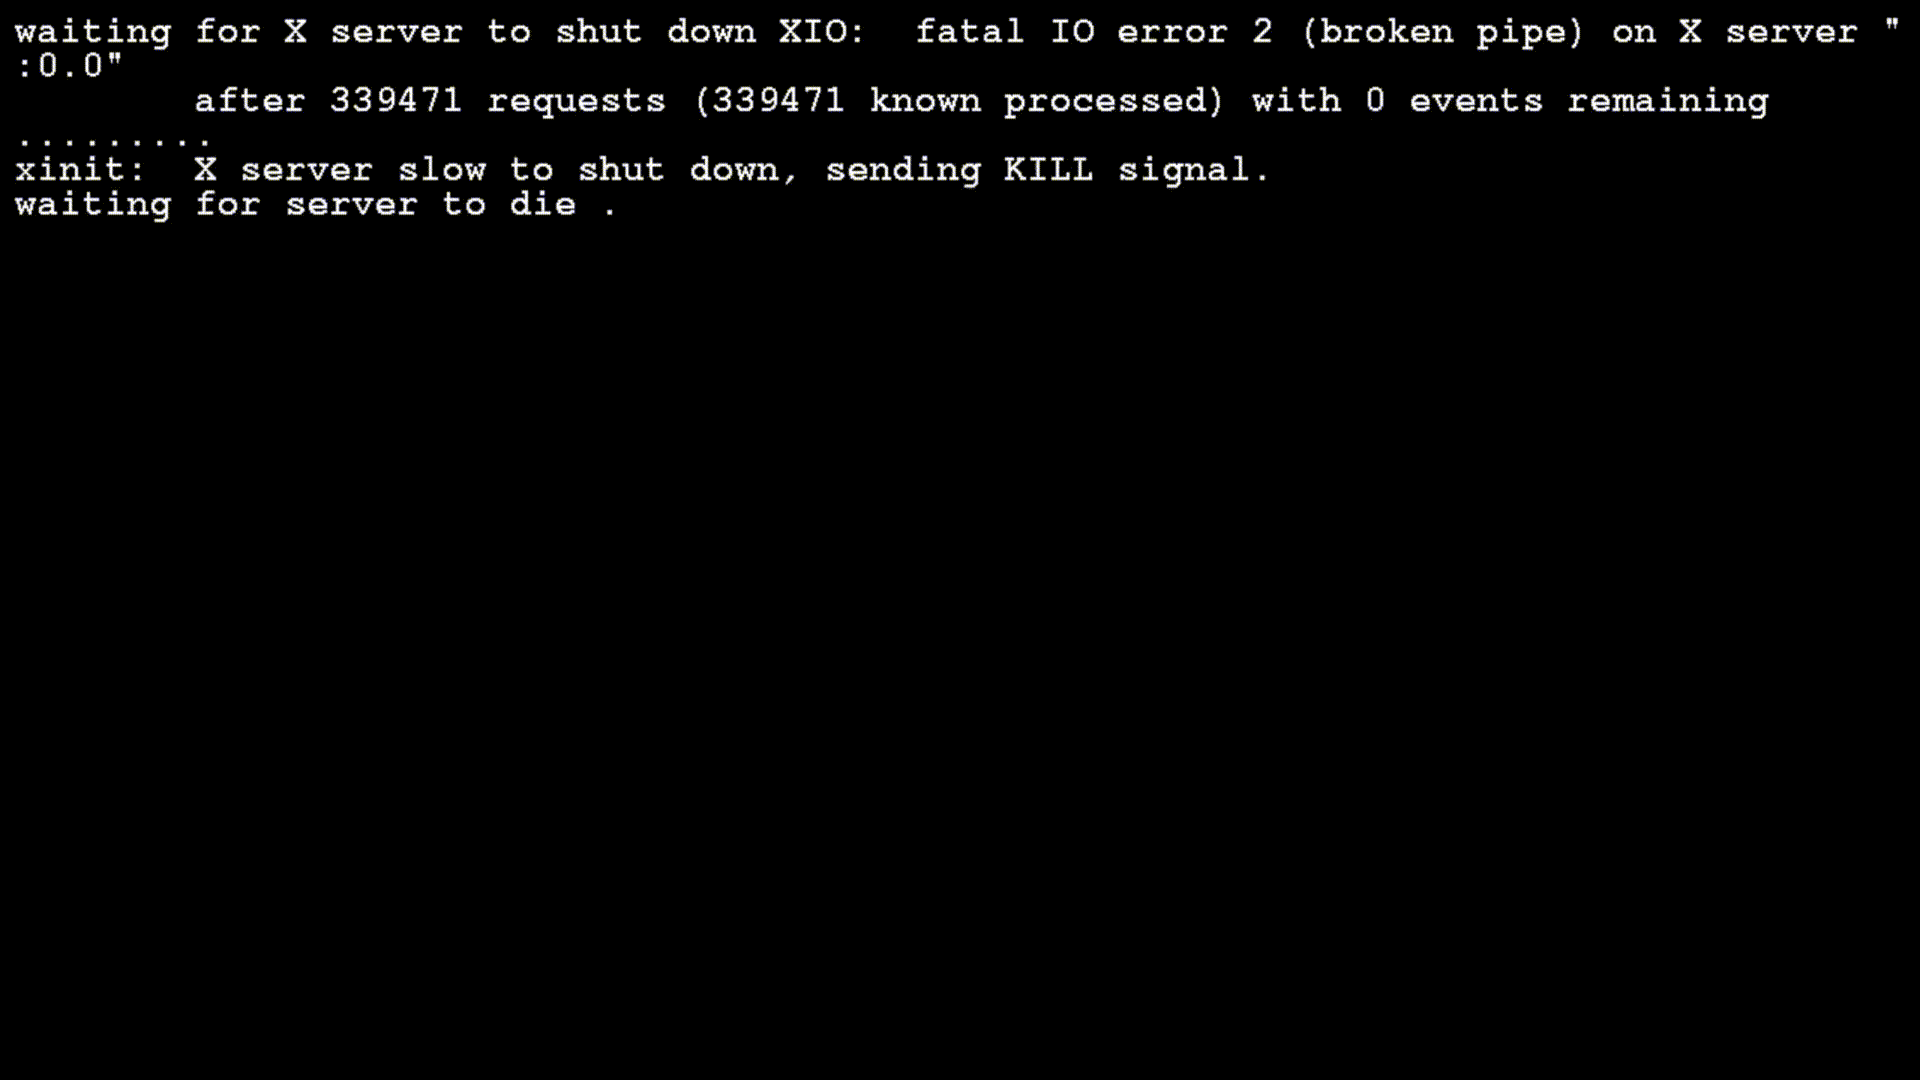 waiting for X server to shut down XIO:  fatal IO error 2 (broken pipe) on X server "
:0.0"
        after 339471 requests (339471 known processed) with 0 events remaining
.........
xinit:  X server slow to shut down, sending KILL signal.
waiting for server to die .